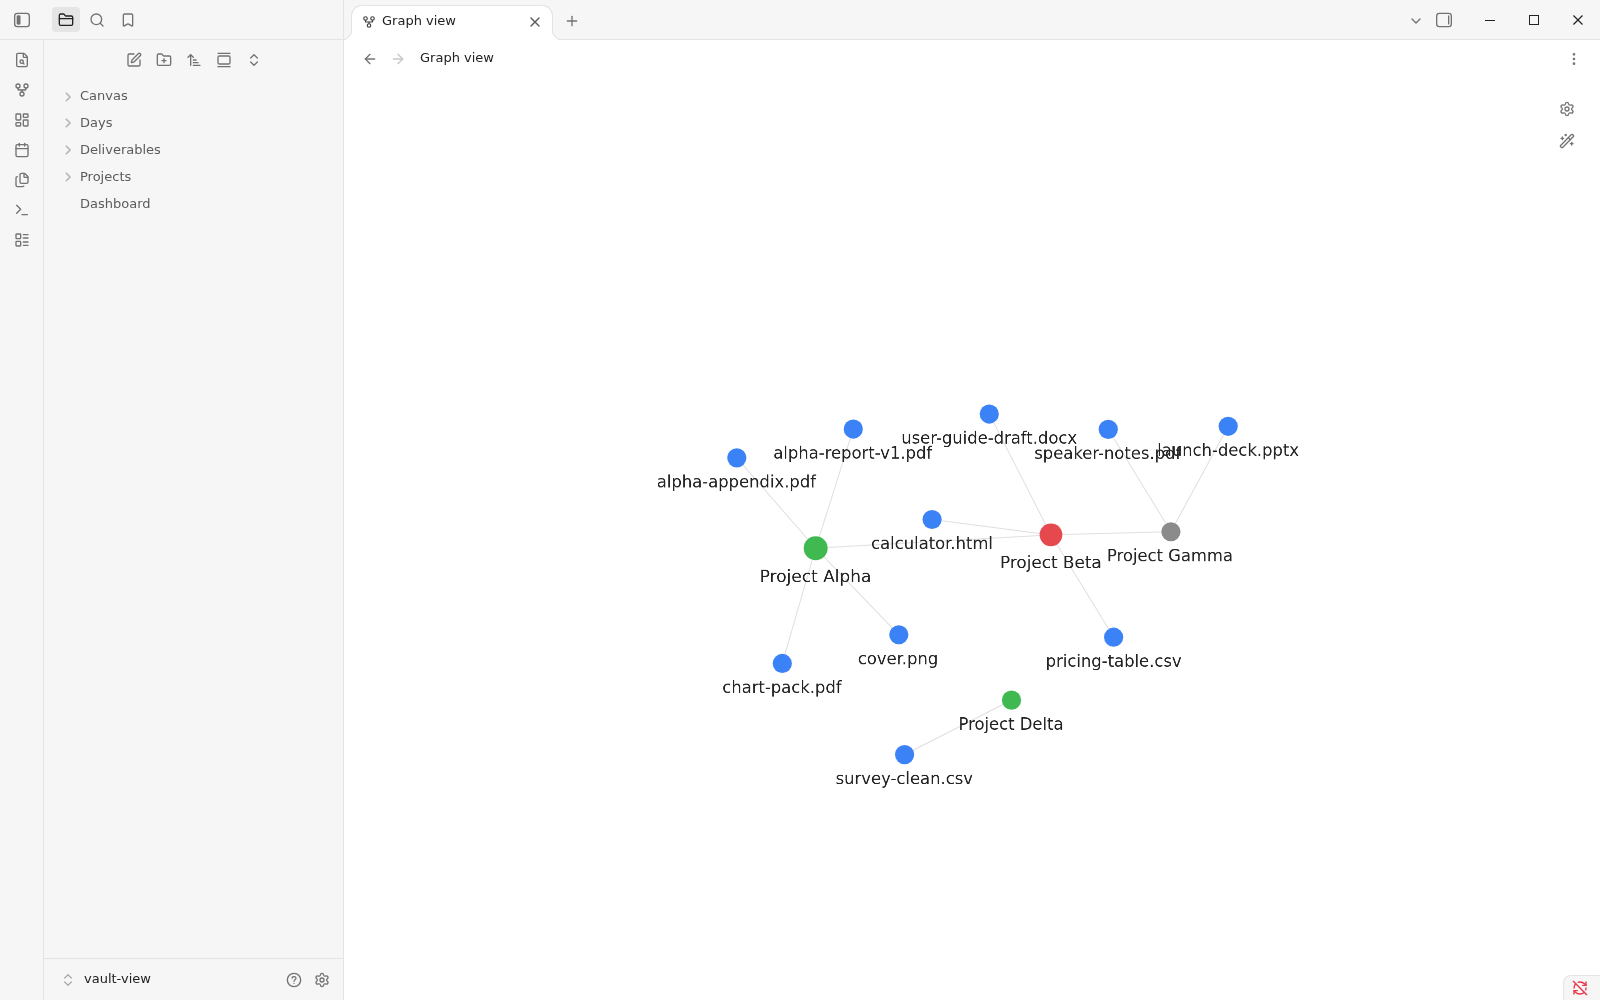 Graph view
Graph view
Canvas
Days
Deliverables
Projects
Dashboard
user-guide-draft.docx
alpha-report-v1.pdf
speaker-notes.pdf
launch-deck.pptx
alpha-appendix.pdf
calculator.html
Project Beta
Project Gamma
Project Alpha
cover.png
pricing-table.csv
chart-pack.pdf
Project Delta
survey-clean.csv
vault-view